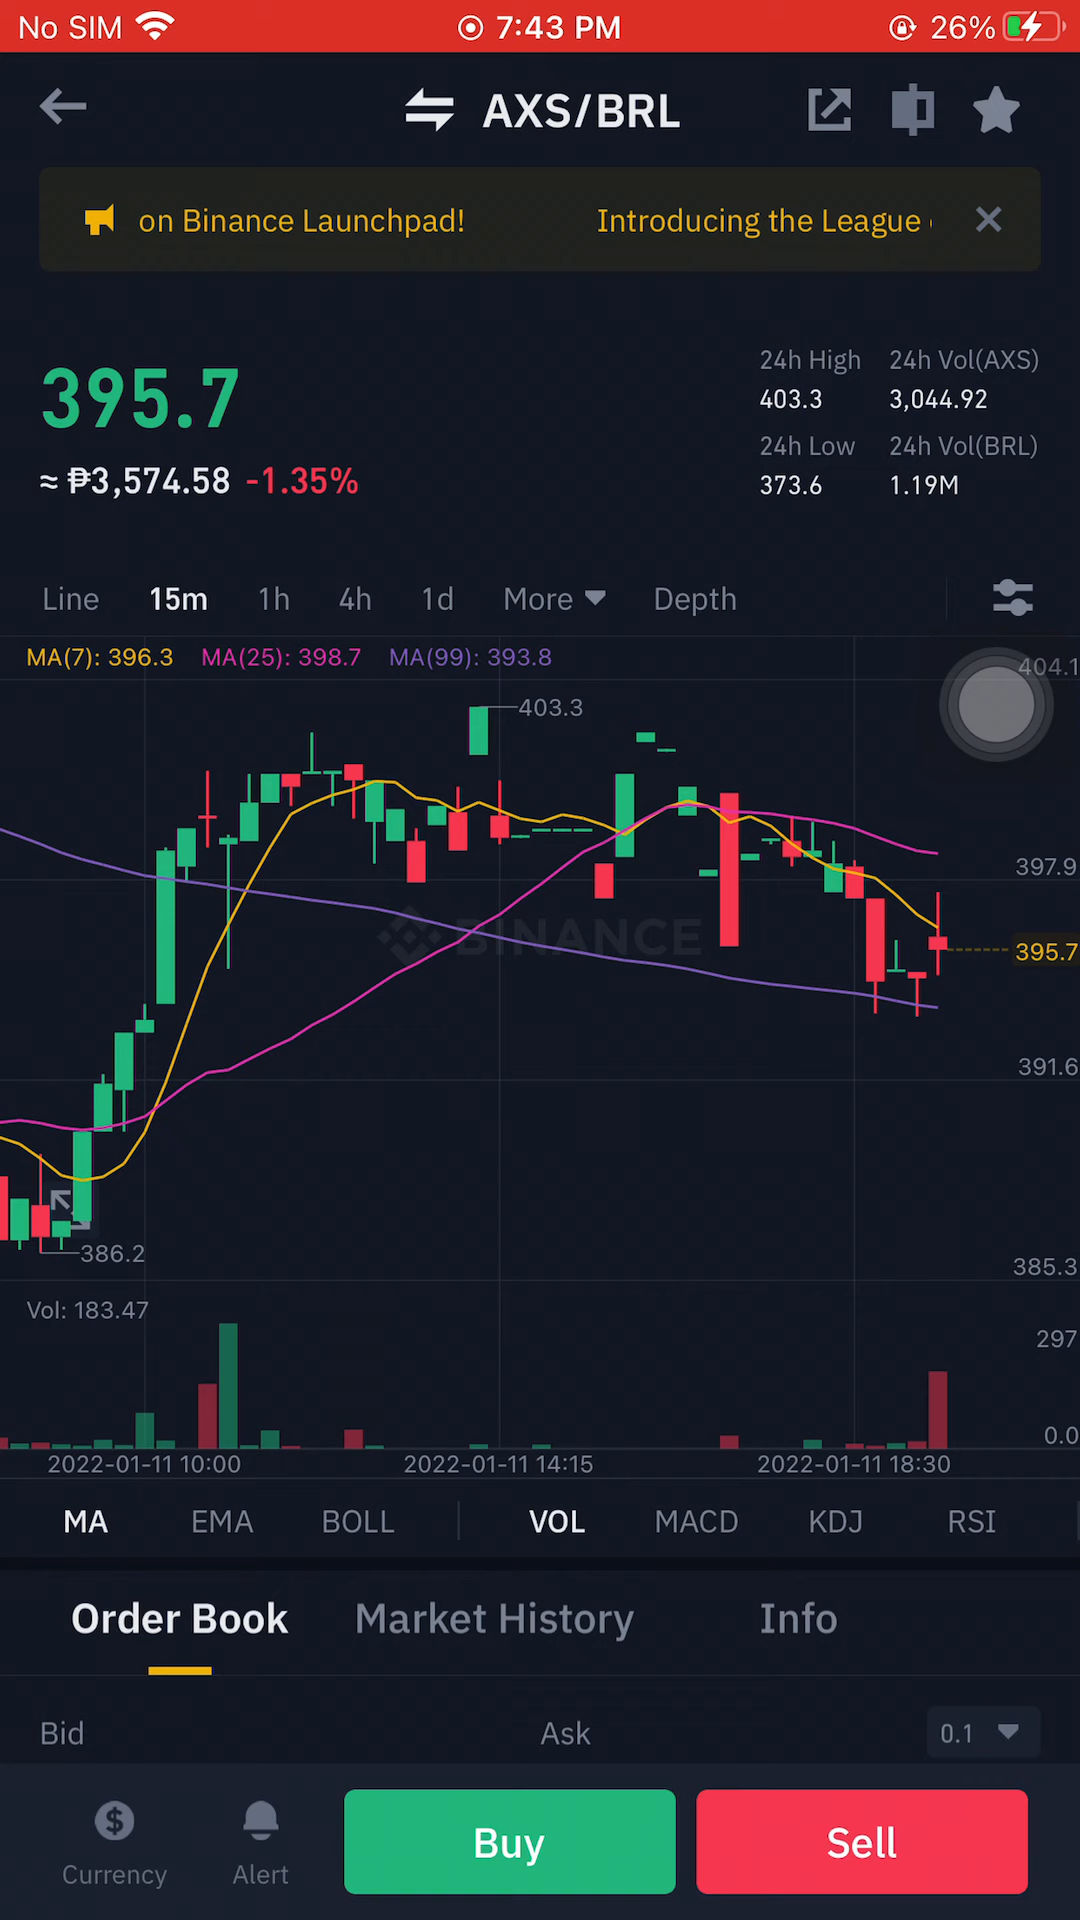 No SIM 7:43 PM 26%
AXS/BRL
on Binance Launchpad! Introducing the League
395.7
≈ ₱3,574.58 -1.35%
24h High 24h Vol(AXS)
403.3 3,044.92
24h Low 24h Vol(BRL)
373.6 1.19M
Line 15m 1h 4h 1d More Depth
MA(7): 396.3 MA(25): 398.7 MA(99): 393.8
404.1
403.3
397.9
BINANCE
395.7
391.6
386.2
385.3
Vol: 183.47
297
0.0
2022-01-11 10:00 2022-01-11 14:15 2022-01-11 18:30
MA EMA BOLL VOL MACD KDJ RSI
Order Book Market History Info
Bid Ask 0.1
Currency Alert Buy Sell